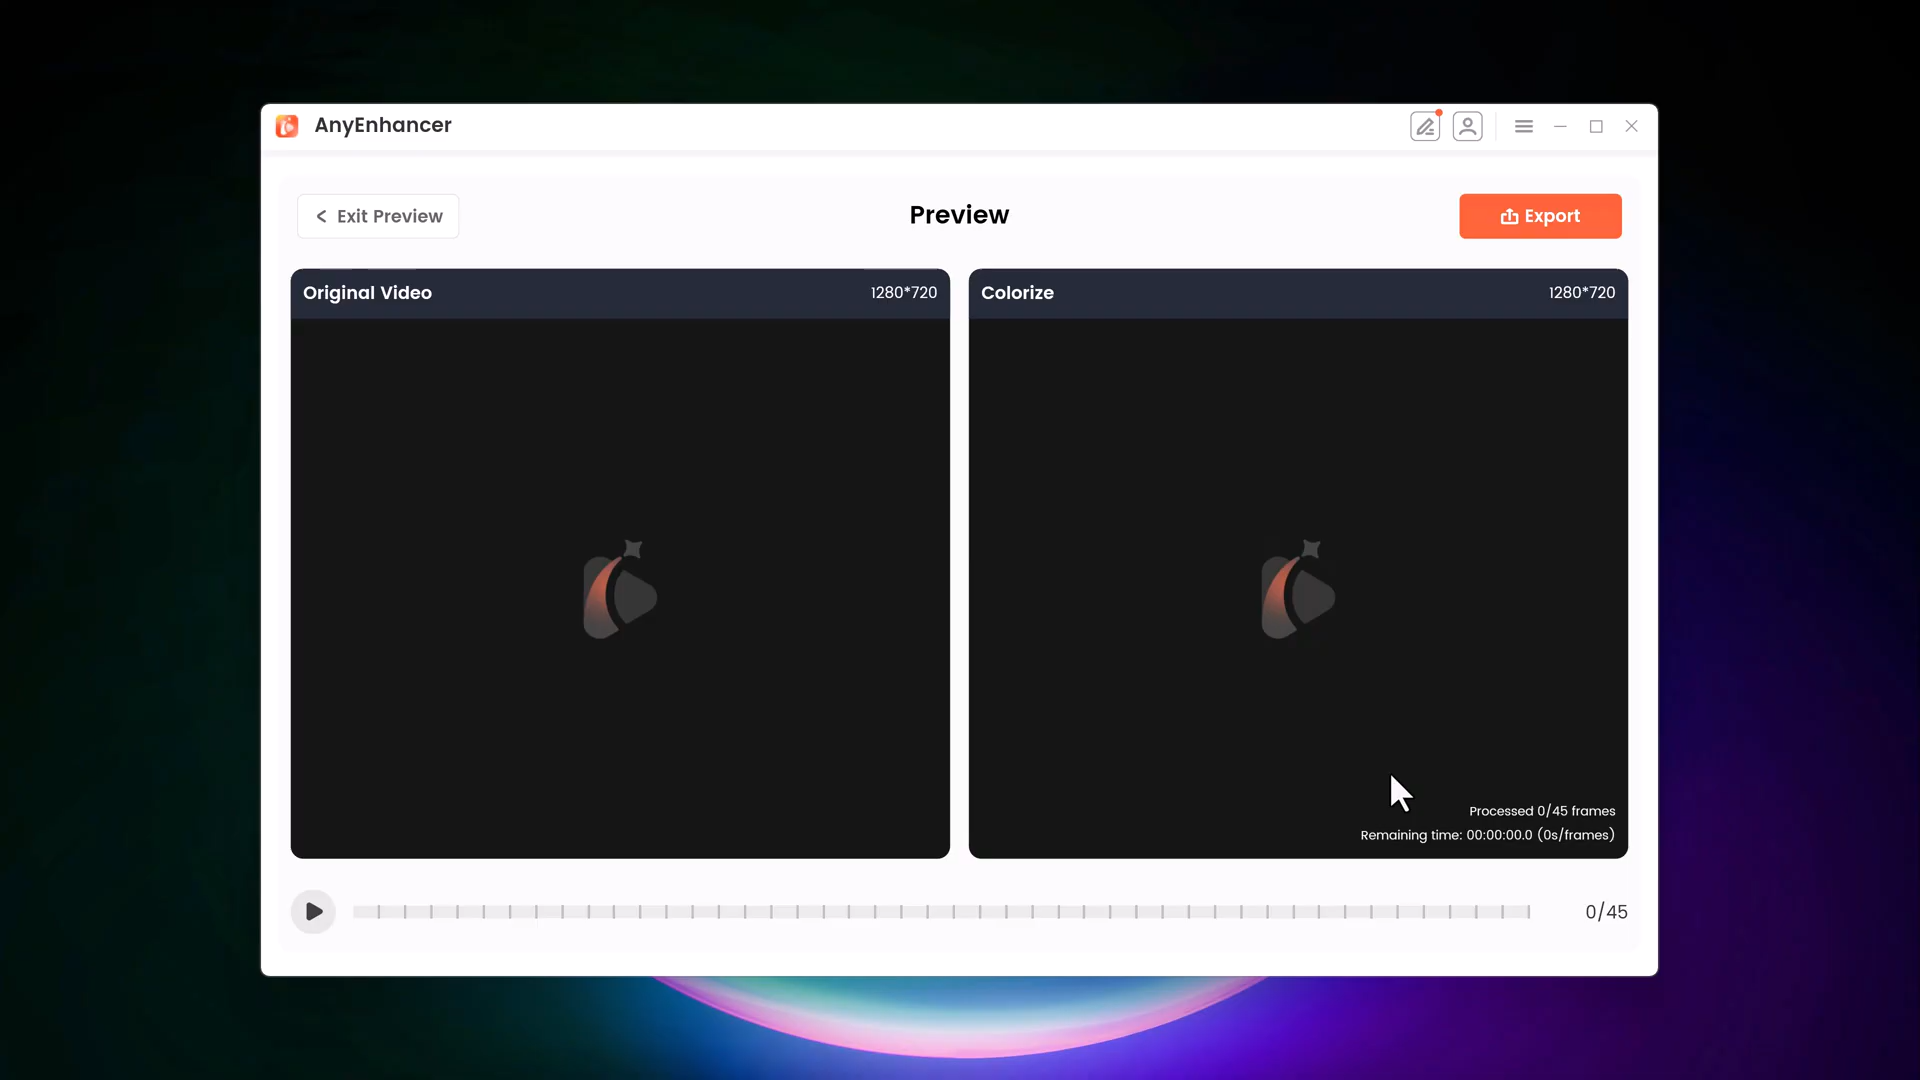 AnyEnhancer
Exit Preview
Preview
Export
Original Video
1280*720
Colorize
1280*720
Processed 0/45 frames
Remaining time: 00:00:00.0 (0s/frames)
0/45